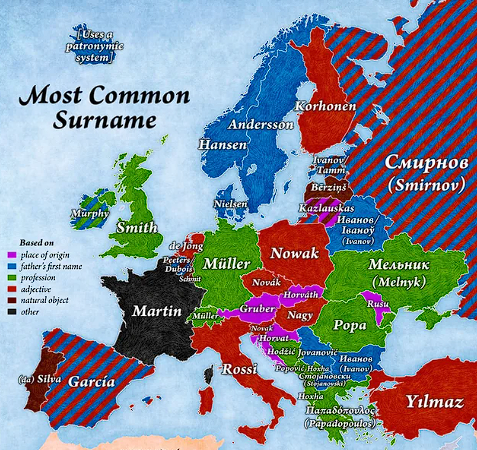 [Uses a
patronymic
system]
Most Common
Surname
Korhonen
Andersson
Hansen
Смирнов
(Smirnov)
Ivanov/
Tamm
Bērziņš
Kazlauskas
Иванов/
Іваноў
(Ivanov)
Nielsen
Murphy
Smith
de Jong
Peeters/
Dubois
Schmit
Müller
Nowak
Мельник
(Melnyk)
Based on
place of origin
father's first name
profession
adjective
natural object
other
Novak
Horváth
Rusu
Martin
Müller
Gruber
Nagy
Popa
Novak
Horvat
Rossi
Hodžić
Jovanović
Иванов
(Ivanov)
Popović
Hoxha
Стојановски
(Stojanovski)
Hoxha
(da) Silva
García
Yılmaz
Παπαδόπουλος
(Papadopoulos)